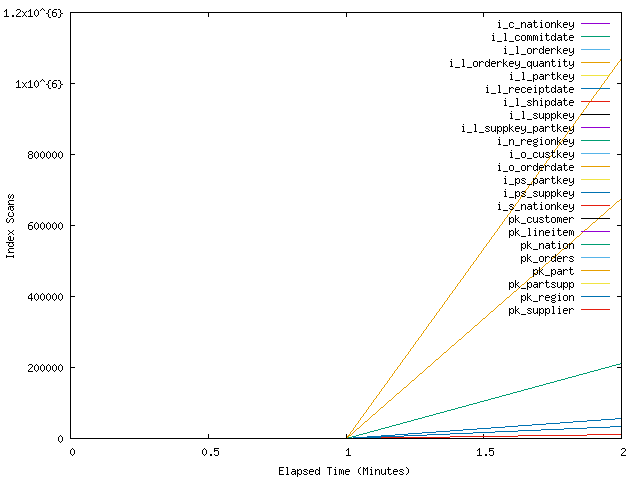 1.2x10^{6}
1x10^{6}
800000
600000
400000
200000
0
Index Scans
i_c_nationkey
i_l_commitdate
i_l_orderkey
i_l_orderkey_quantity
i_l_partkey
i_l_receiptdate
i_l_shipdate
i_l_suppkey
i_l_suppkey_partkey
i_n_regionkey
i_o_custkey
i_o_orderdate
i_ps_partkey
i_ps_suppkey
i_s_nationkey
pk_customer
pk_lineitem
pk_nation
pk_orders
pk_part
pk_partsupp
pk_region
pk_supplier
0 0.5 1 1.5 2
Elapsed Time (Minutes)